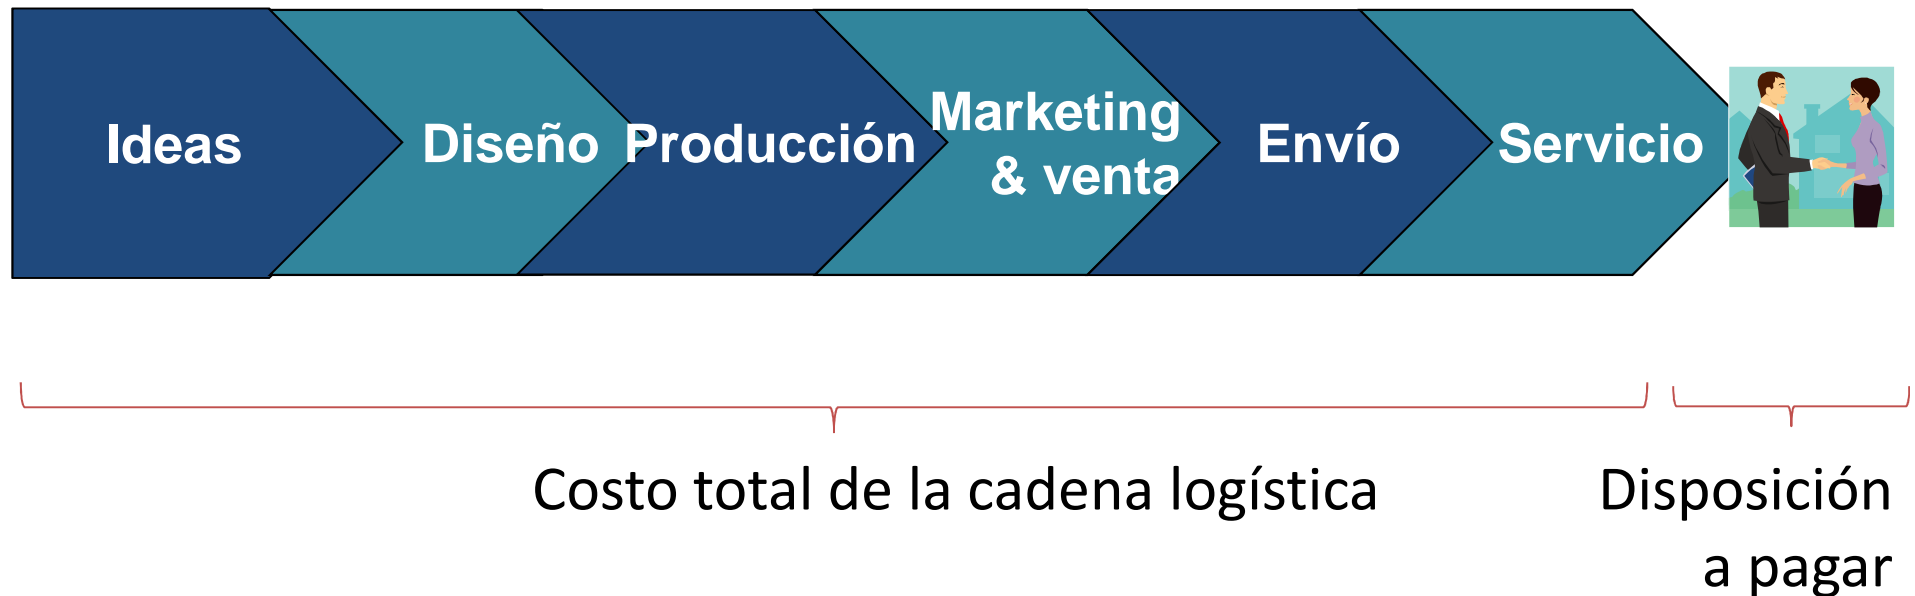 Ideas
Diseño
Producción
Marketing
& venta
Envío
Servicio
Costo total de la cadena logística
Disposición
a pagar